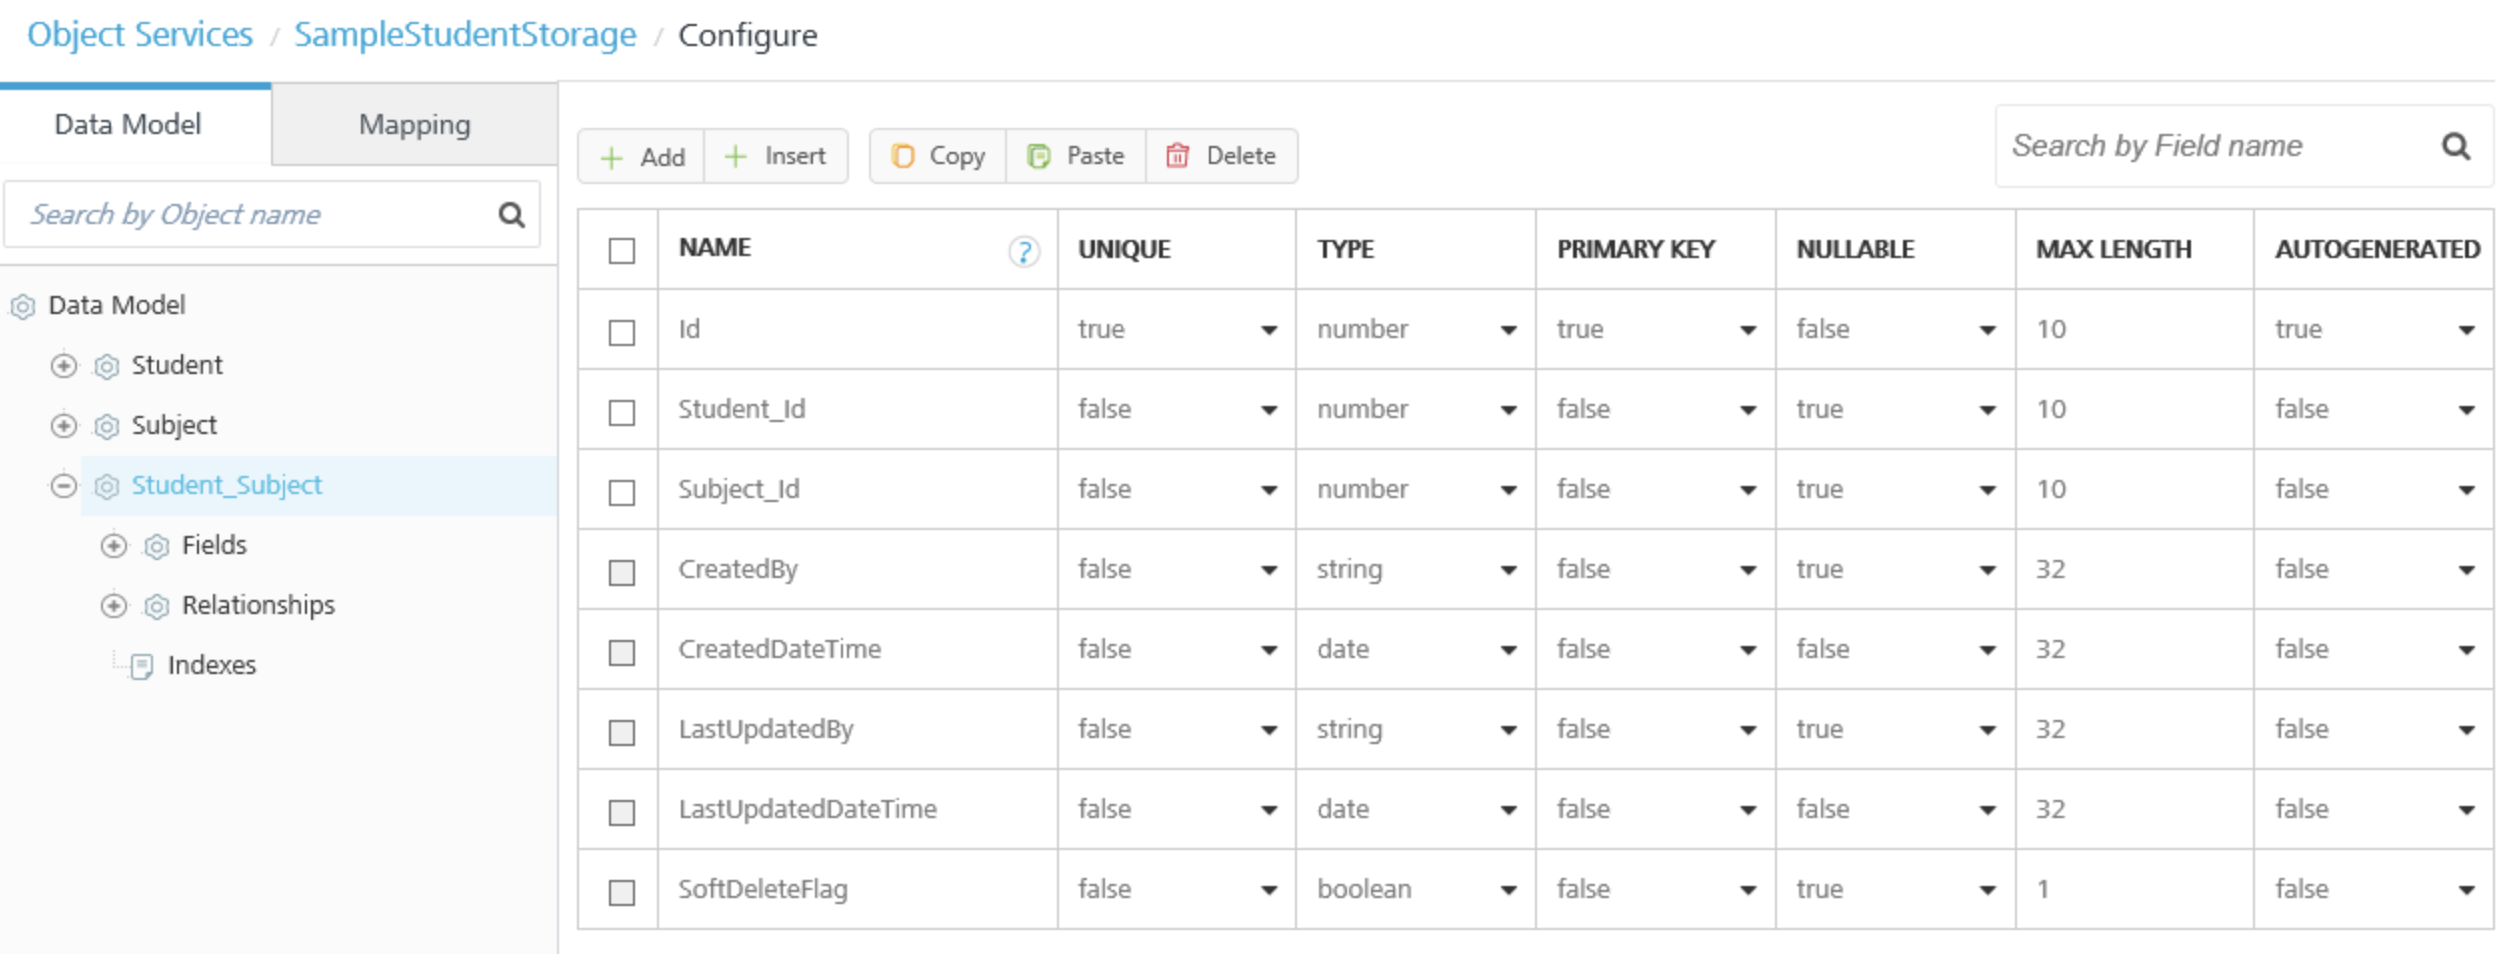 Object Services / SampleStudentStorage / Configure
Data Model
Mapping
Search by Object name
Data Model
Student
Subject
Student_Subject
Fields
Relationships
Indexes
+ Add
+ Insert
Copy
Paste
Delete
Search by Field name
NAME ? UNIQUE TYPE PRIMARY KEY NULLABLE MAX LENGTH AUTOGENERATED
Id true number true false 10 true
Student_Id false number false true 10 false
Subject_Id false number false true 10 false
CreatedBy false string false true 32 false
CreatedDateTime false date false false 32 false
LastUpdatedBy false string false true 32 false
LastUpdatedDateTime false date false false 32 false
SoftDeleteFlag false boolean false true 1 false